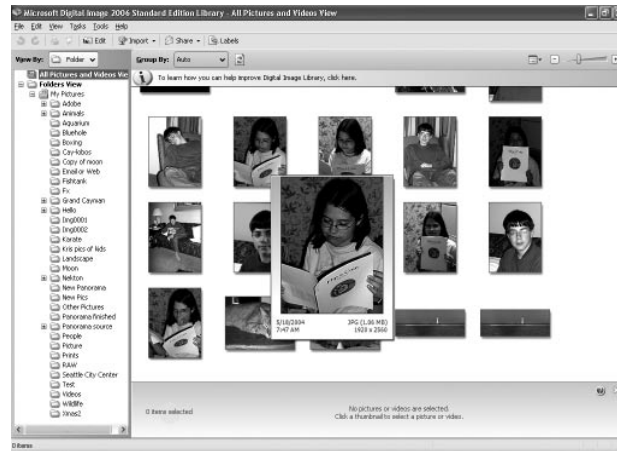 Microsoft Digital Image 2006 Standard Edition Library - All Pictures and Videos View
File Edit View Tasks Tools Help
Edit Import Share Labels
View By: Folder
Group By: Auto
All Pictures and Videos Vie
To learn how you can help improve Digital Image Library, click here.
Folders View
My Pictures
Adobe
Animals
Aquarium
Bluehole
Boxing
Cay-lobos
Copy of moon
Email or Web
Fishtank
Fx
Grand Cayman
Hello
Img0001
Img0002
Karate
Kris pics of kids
Landscape
Moon
Nekton
New Panorama
New Pics
Other Pictures
Panorama finished
Panorama source
People
Picture
Prints
RAW
Seattle City Center
Test
Videos
Wildlife
Xmas2
5/18/2004 JPG (1.86 MB)
7:47 AM 1920 x 2560
0 items selected
No pictures or videos are selected.
Click a thumbnail to select a picture or video.
0 items